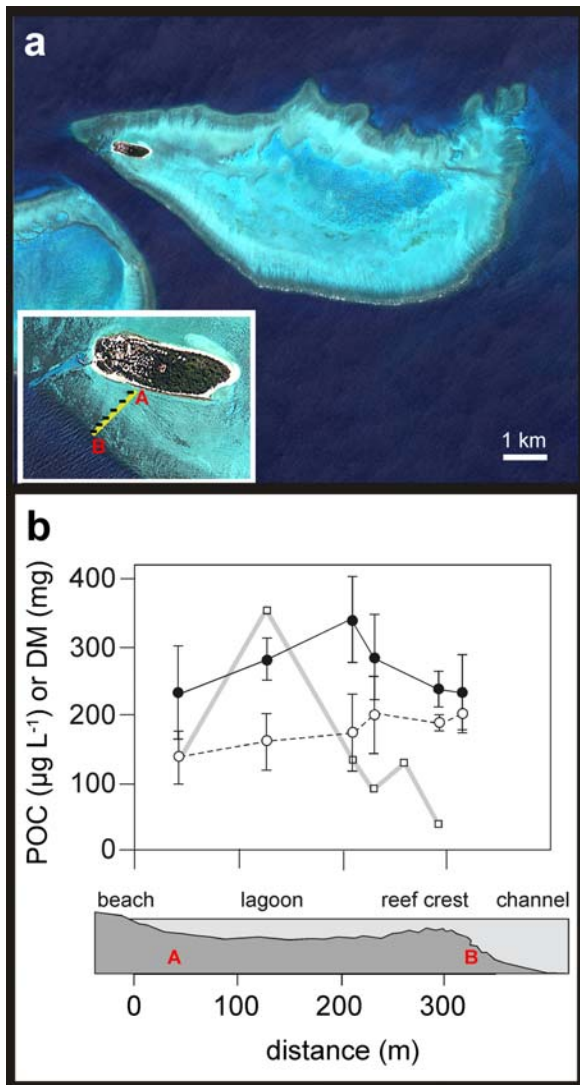 a
A
B
1 km
b
POC (µg L⁻¹) or DM (mg)
400
300
200
100
0
beach lagoon reef crest channel
A B
0 100 200 300
distance (m)